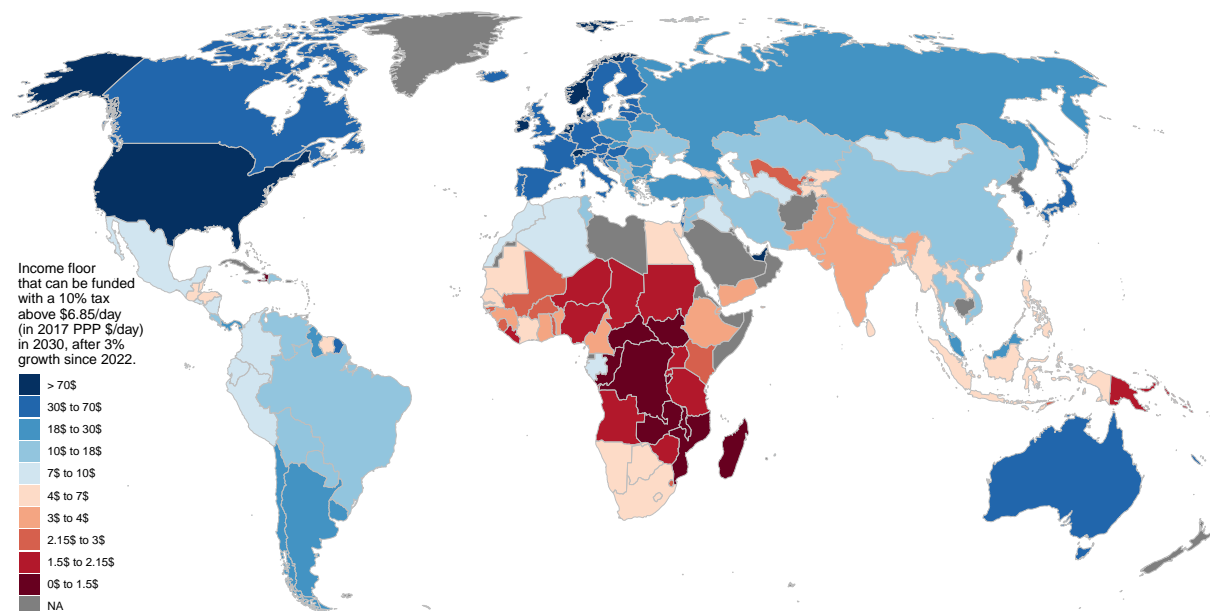 Income floor
that can be funded
with a 10% tax
above $6.85/day
(in 2017 PPP $/day)
in 2030, after 3%
growth since 2022.
> 70$
30$ to 70$
18$ to 30$
10$ to 18$
7$ to 10$
4$ to 7$
3$ to 4$
2.15$ to 3$
1.5$ to 2.15$
0$ to 1.5$
NA